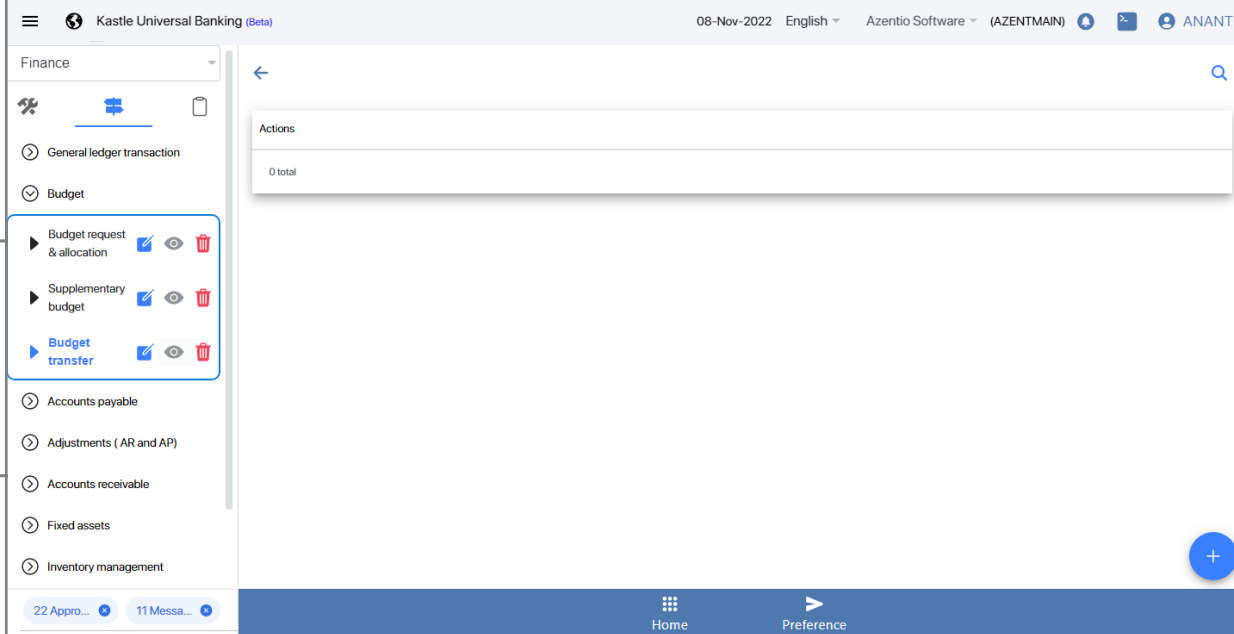 Kastle Universal Banking (Beta)
08-Nov-2022 English Azentio Software (AZENTMAIN) ANANT
Finance
General ledger transaction
Budget
Budget request
& allocation
Supplementary
budget
Budget
transfer
Accounts payable
Adjustments ( AR and AP)
Accounts receivable
Fixed assets
Inventory management
22 Appro...
11 Messa...
Actions
0 total
Home
Preference